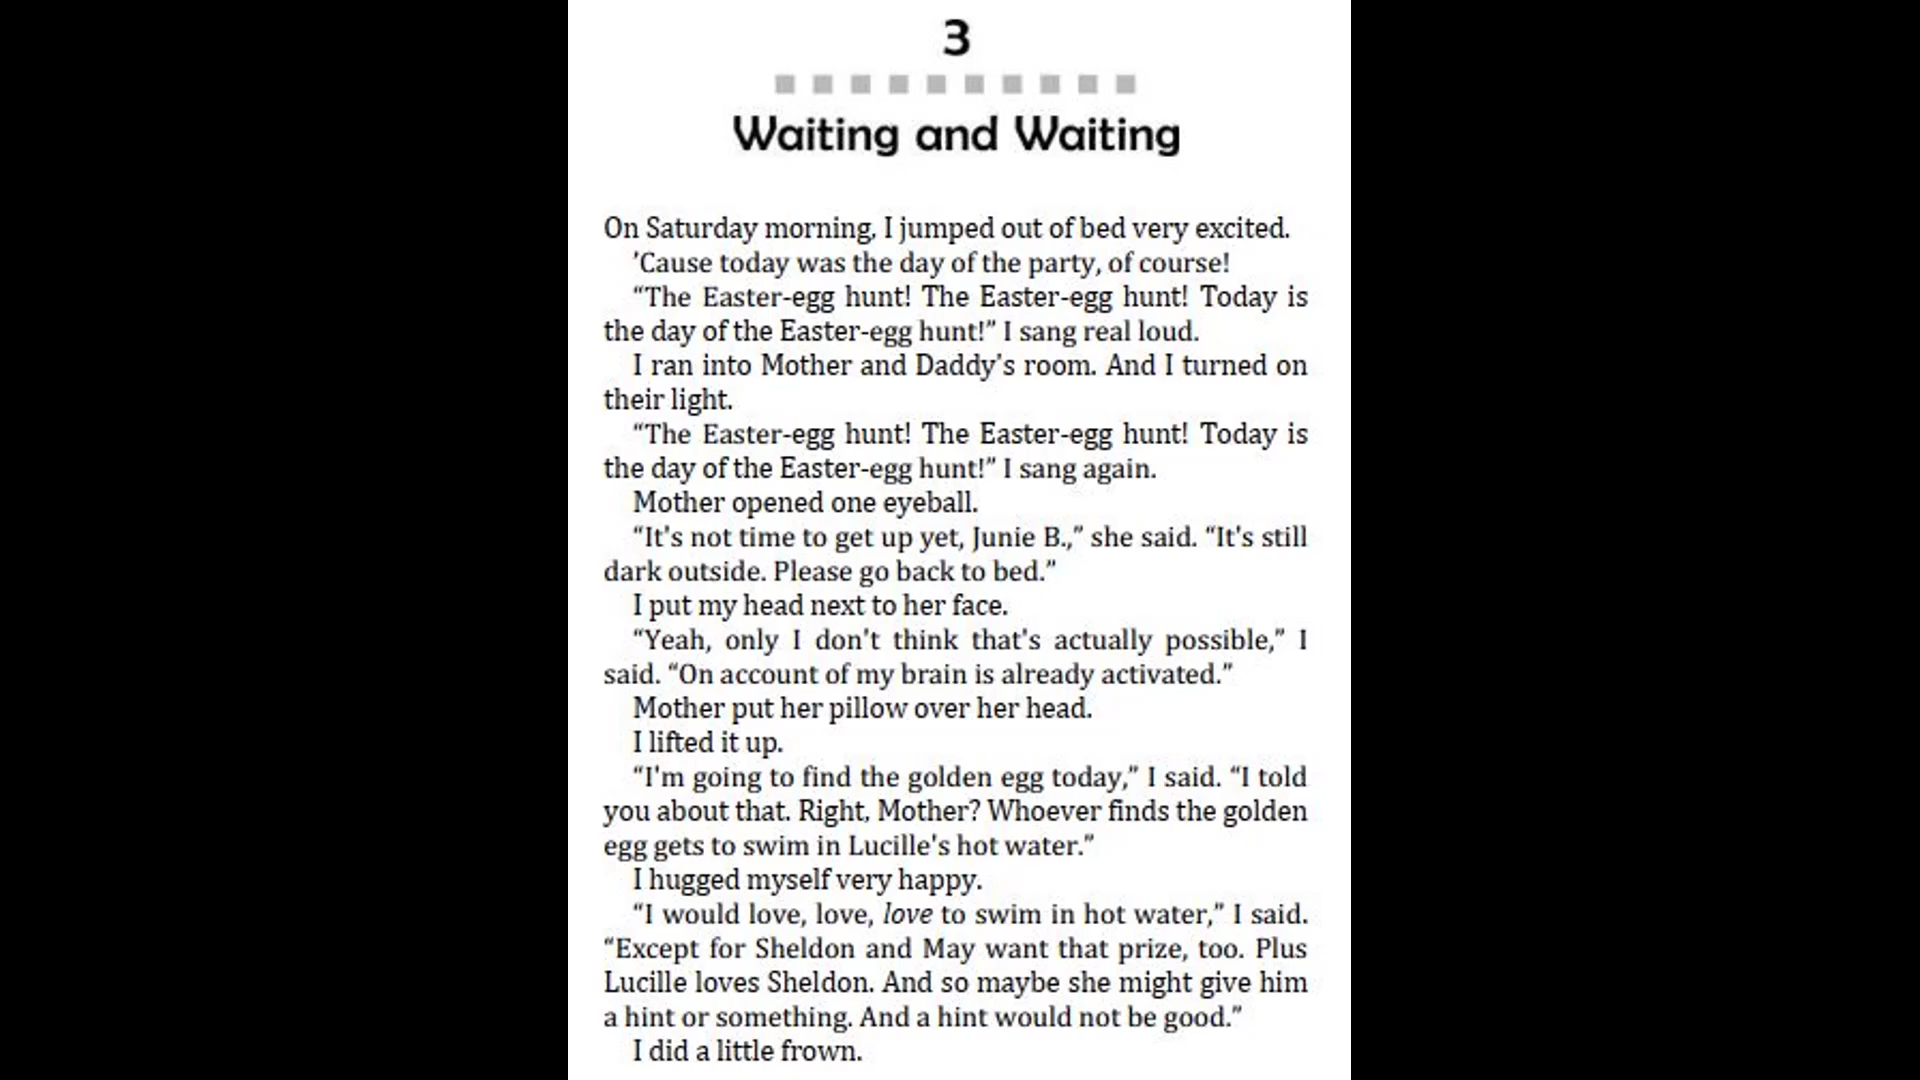 3
Waiting and Waiting
On Saturday morning, I jumped out of bed very excited.
’Cause today was the day of the party, of course!
“The Easter-egg hunt! The Easter-egg hunt! Today is
the day of the Easter-egg hunt!” I sang real loud.
I ran into Mother and Daddy's room. And I turned on
their light.
“The Easter-egg hunt! The Easter-egg hunt! Today is
the day of the Easter-egg hunt!” I sang again.
Mother opened one eyeball.
“It's not time to get up yet, Junie B.,” she said. “It's still
dark outside. Please go back to bed.”
I put my head next to her face.
“Yeah, only I don't think that's actually possible,” I
said. “On account of my brain is already activated.”
Mother put her pillow over her head.
I lifted it up.
“I'm going to find the golden egg today,” I said. “I told
you about that. Right, Mother? Whoever finds the golden
egg gets to swim in Lucille's hot water.”
I hugged myself very happy.
“I would love, love, love to swim in hot water,” I said.
“Except for Sheldon and May want that prize, too. Plus
Lucille loves Sheldon. And so maybe she might give him
a hint or something. And a hint would not be good.”
I did a little frown.